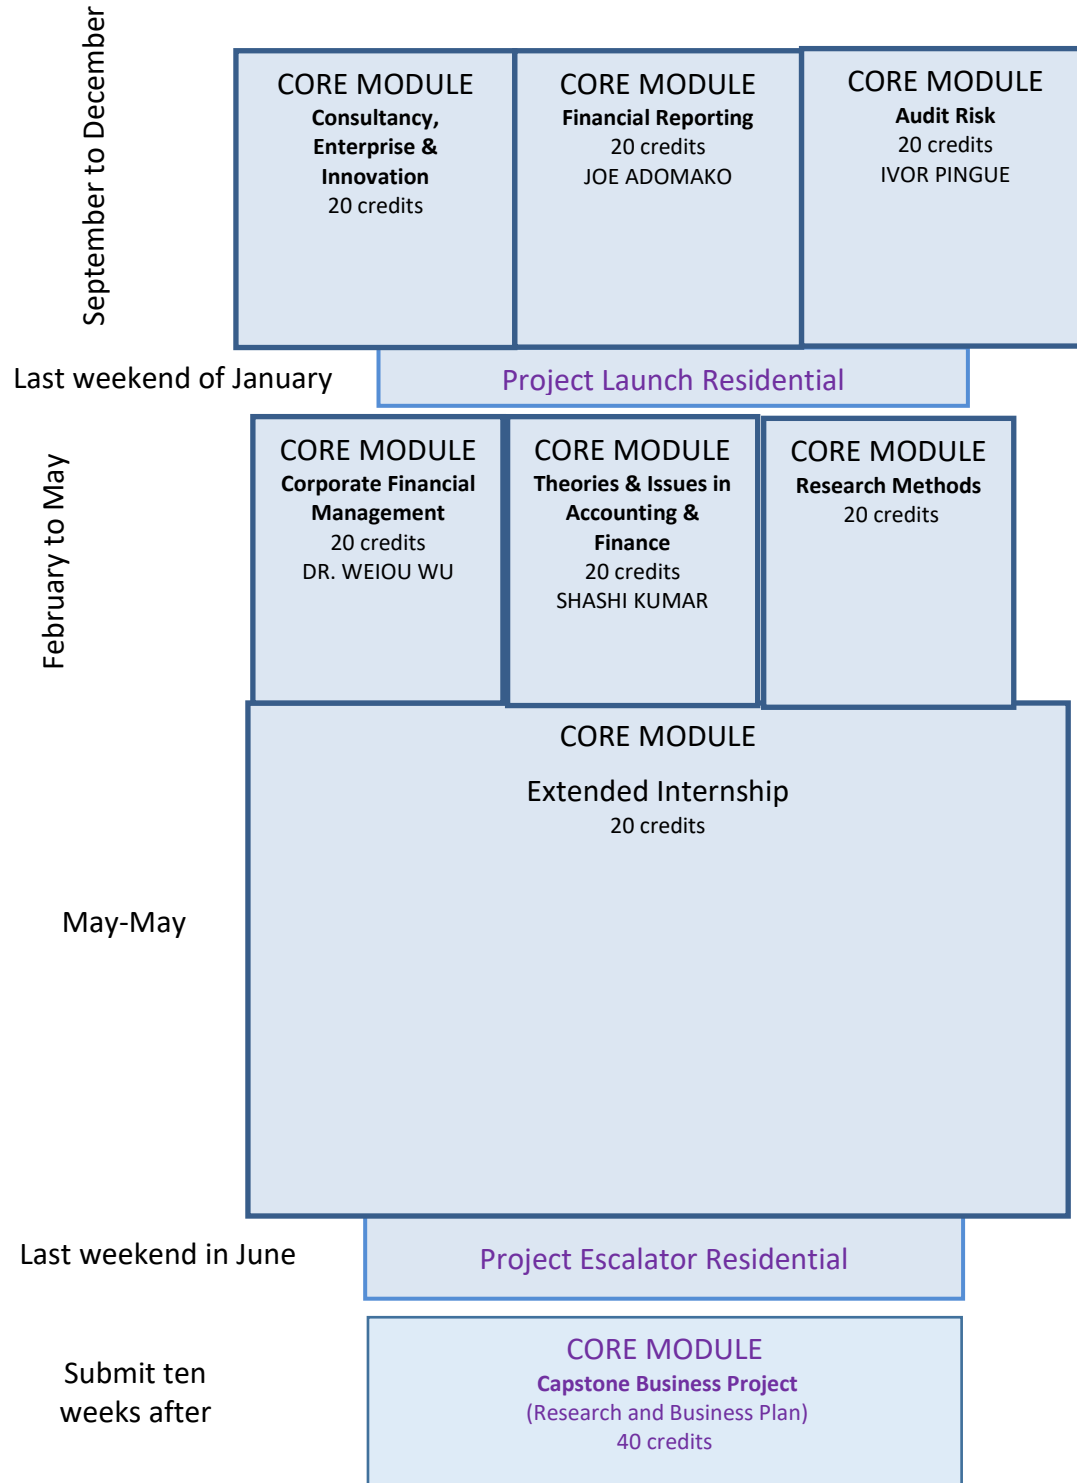 September to December
CORE MODULE
Consultancy,
Enterprise &
Innovation
20 credits
CORE MODULE
Financial Reporting
20 credits
JOE ADOMAKO
CORE MODULE
Audit Risk
20 credits
IVOR PINGUE
Last weekend of January
Project Launch Residential
February to May
CORE MODULE
Corporate Financial
Management
20 credits
DR. WEIOU WU
CORE MODULE
Theories & Issues in
Accounting &
Finance
20 credits
SHASHI KUMAR
CORE MODULE
Research Methods
20 credits
CORE MODULE
Extended Internship
20 credits
May-May
Last weekend in June
Project Escalator Residential
Submit ten
weeks after
CORE MODULE
Capstone Business Project
(Research and Business Plan)
40 credits